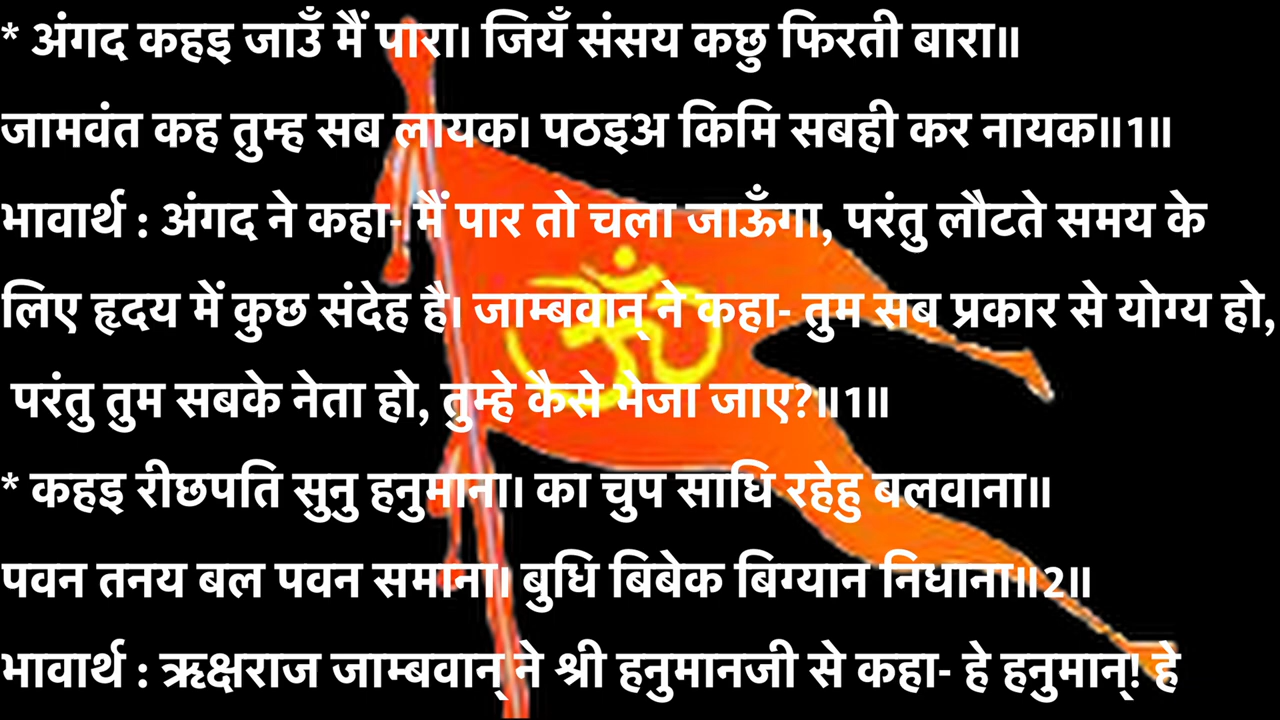 * अंगद कहइ जाउँ मैं पारा। जियँ संसय कछु फिरती बारा॥
जामवंत कह तुम्ह सब लायक। पठइअ किमि सबही कर नायक॥1॥
भावार्थ : अंगद ने कहा- मैं पार तो चला जाऊँगा, परंतु लौटते समय के
लिए हृदय में कुछ संदेह है। जाम्बवान् ने कहा- तुम सब प्रकार से योग्य हो,
परंतु तुम सबके नेता हो, तुम्हे कैसे भेजा जाए?॥1॥
* कहइ रीछपति सुनु हनुमाना। का चुप साधि रहेहु बलवाना॥
पवन तनय बल पवन समाना। बुधि बिबेक बिग्यान निधाना॥2॥
भावार्थ : ऋक्षराज जाम्बवान् ने श्री हनुमानजी से कहा- हे हनुमान्! हे
ॐ